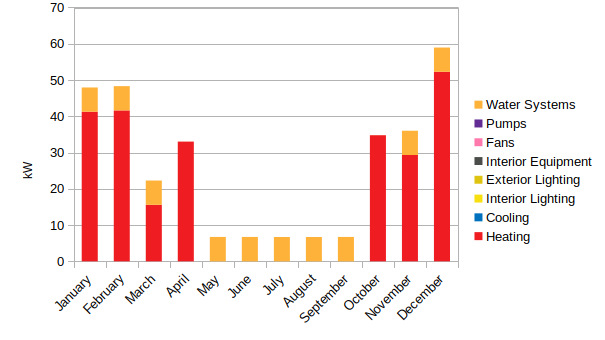 70
60
50
40
30
20
10
0
kW
January
February
March
April
May
June
July
August
September
October
November
December
Water Systems
Pumps
Fans
Interior Equipment
Exterior Lighting
Interior Lighting
Cooling
Heating